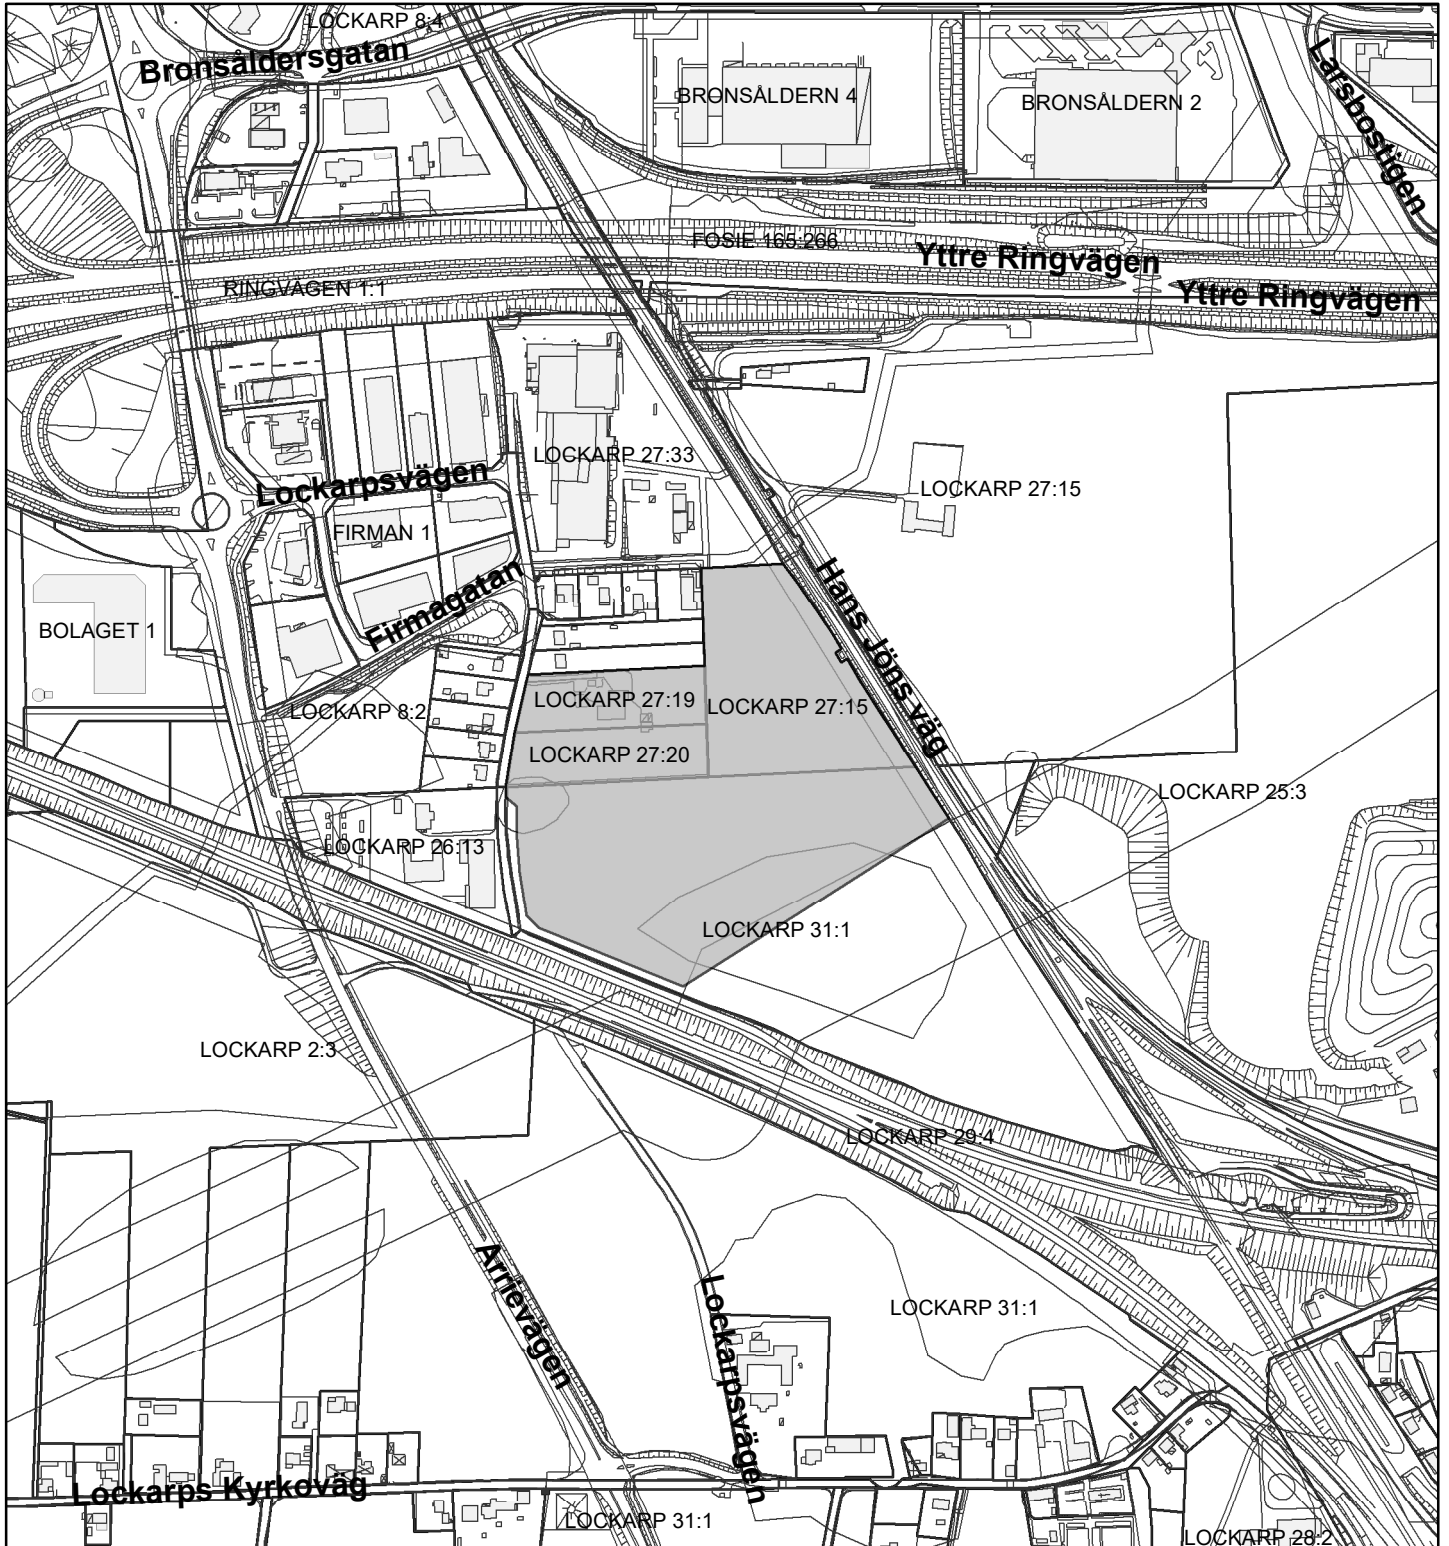 LOCKARP 8:4
Bronsåldersgatan
Larsbostigen
BRONSÅLDERN 4
BRONSÅLDERN 2
FOSIE 165:266
Yttre Ringvägen
RINGVÄGEN 1:1
Yttre Ringvägen
LOCKARP 27:33
Lockarpsvägen
LOCKARP 27:15
FIRMAN 1
Firmagatan
Hans Jöns väg
BOLAGET 1
LOCKARP 27:19
LOCKARP 27:15
LOCKARP 8:2
LOCKARP 27:20
LOCKARP 25:3
LOCKARP 26:13
LOCKARP 31:1
LOCKARP 2:3
LOCKARP 29:4
Arrievägen
Lockarpsvägen
LOCKARP 31:1
Lockarps Kyrkoväg
LOCKARP 31:1
LOCKARP 28:2